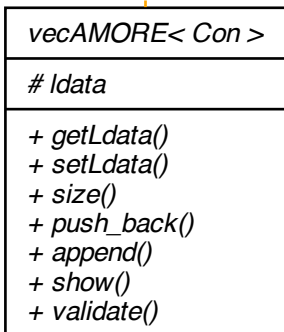 vecAMORE< Con >
# ldata
+ getLdata()
+ setLdata()
+ size()
+ push_back()
+ append()
+ show()
+ validate()